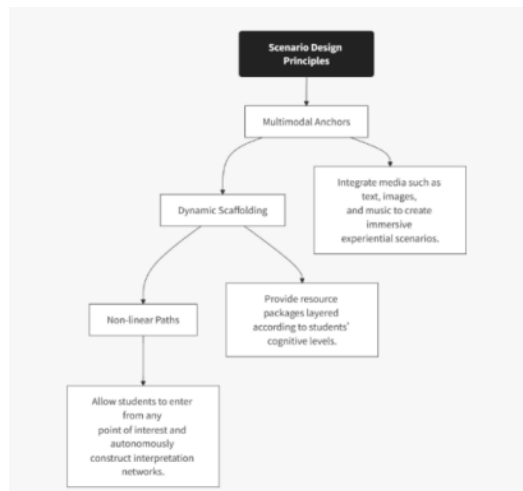 Scenario Design
Principles
Multimodal Anchors
Integrate media such as
text, images,
and music to create
immersive
experiential scenarios.
Dynamic Scaffolding
Provide resource
packages layered
according to students'
cognitive levels.
Non-linear Paths
Allow students to enter
from any
point of interest and
autonomously
construct interpretation
networks.